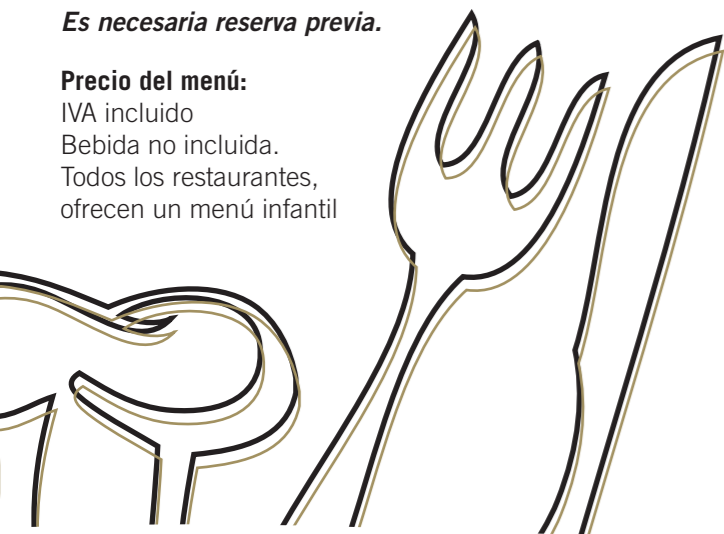 Es necesaria reserva previa.
Precio del menú:
IVA incluido
Bebida no incluida.
Todos los restaurantes,
ofrecen un menú infantil